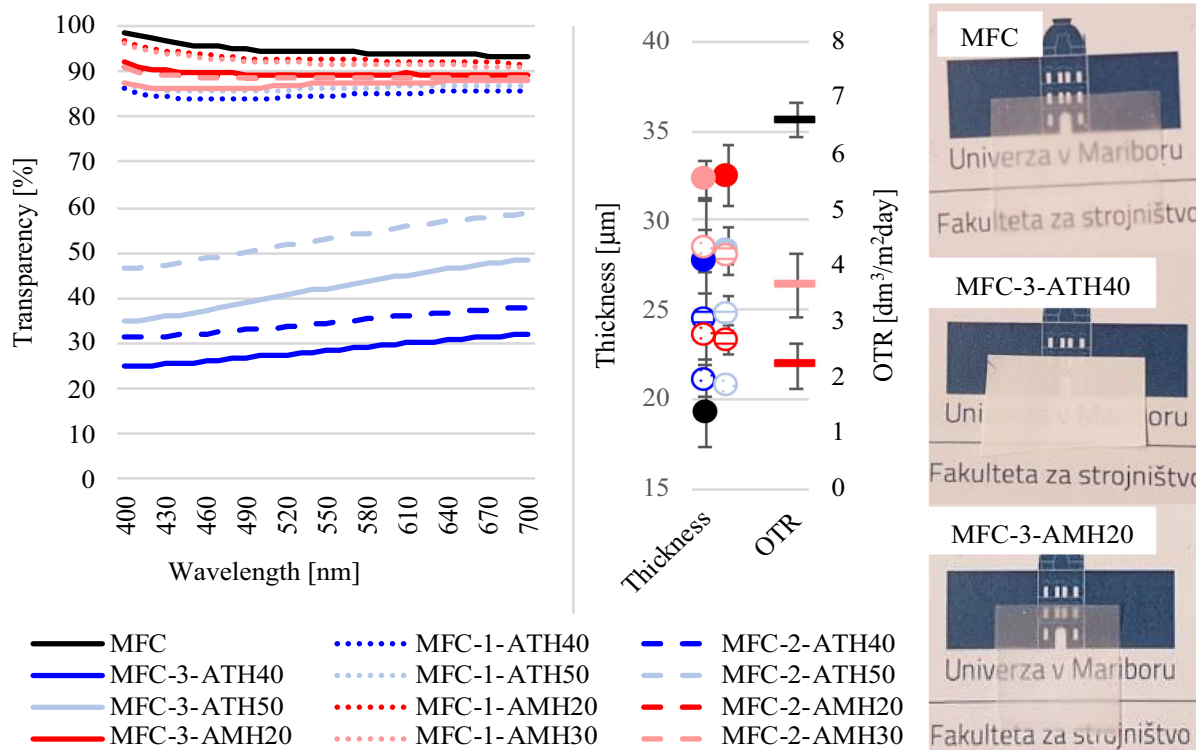 100
90
80
70
60
50
40
30
20
10
0
Transparency [%]
400 430 460 490 520 550 580 610 640 670 700
Wavelength [nm]
40
35
30
25
20
15
Thickness [µm]
8
7
6
5
4
3
2
1
0
OTR [dm³/m²day]
Thickness
OTR
MFC
Univerza v Mariboru
Fakulteta za strojništvo
MFC-3-ATH40
Uni oru
Fakulteta za strojništvo
MFC-3-AMH20
Univerza v Mariboru
Fakulteta za strojništvo
MFC MFC-1-ATH40 MFC-2-ATH40
MFC-3-ATH40 MFC-1-ATH50 MFC-2-ATH50
MFC-3-ATH50 MFC-1-AMH20 MFC-2-AMH20
MFC-3-AMH20 MFC-1-AMH30 MFC-2-AMH30